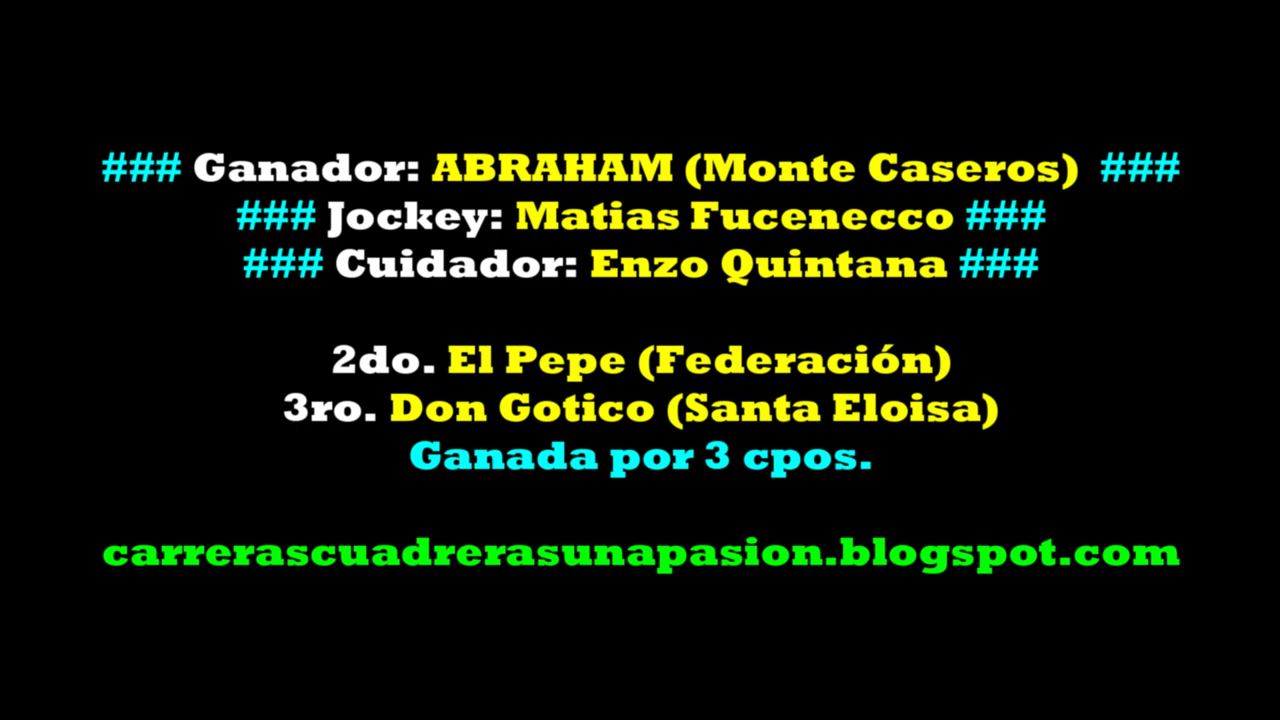 ### Ganador: ABRAHAM (Monte Caseros) ###
### Jockey: Matias Fucenecco ###
### Cuidador: Enzo Quintana ###
2do. El Pepe (Federación)
3ro. Don Gotico (Santa Eloisa)
Ganada por 3 cpos.
carrerascuadrerasunapasion.blogspot.com